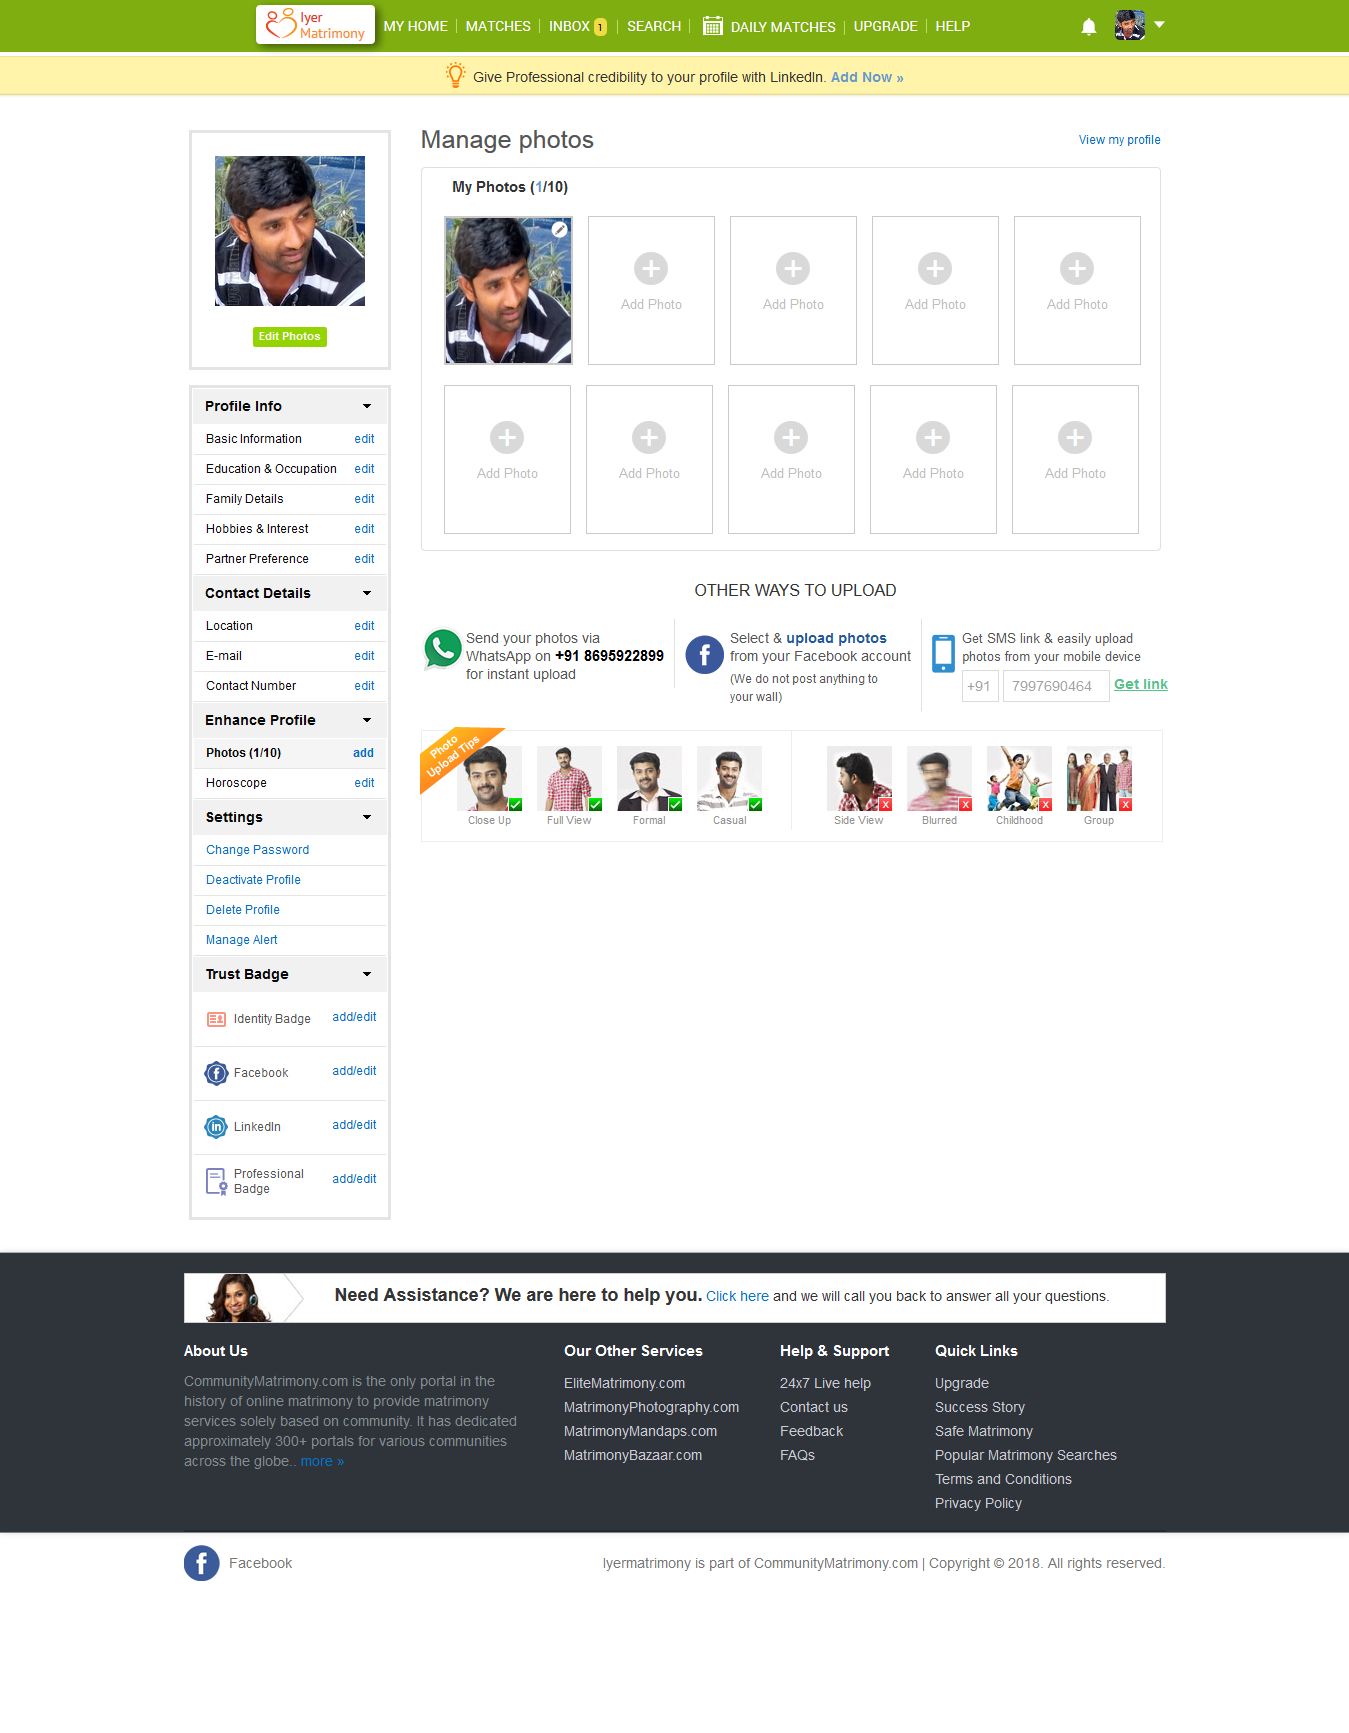 Iyer
Matrimony
MY HOME
MATCHES
INBOX 1
SEARCH
DAILY MATCHES
UPGRADE
HELP
Give Professional credibility to your profile with LinkedIn. Add Now »
Edit Photos
Profile Info
Basic Information edit
Education & Occupation edit
Family Details edit
Hobbies & Interest edit
Partner Preference edit
Contact Details
Location edit
E-mail edit
Contact Number edit
Enhance Profile
Photos (1/10) add
Horoscope edit
Settings
Change Password
Deactivate Profile
Delete Profile
Manage Alert
Trust Badge
Identity Badge add/edit
Facebook add/edit
LinkedIn add/edit
Professional
Badge add/edit
Manage photos
View my profile
My Photos (1/10)
Add Photo Add Photo Add Photo Add Photo
Add Photo Add Photo Add Photo Add Photo Add Photo
OTHER WAYS TO UPLOAD
Send your photos via
WhatsApp on +91 8695922899
for instant upload
Select & upload photos
from your Facebook account
(We do not post anything to
your wall)
Get SMS link & easily upload
photos from your mobile device
+91 7997690464 Get link
Photo
Upload Tips
Close Up Full View Formal Casual
Side View Blurred Childhood Group
Need Assistance? We are here to help you. Click here and we will call you back to answer all your questions.
About Us
CommunityMatrimony.com is the only portal in the
history of online matrimony to provide matrimony
services solely based on community. It has dedicated
approximately 300+ portals for various communities
across the globe.. more »
Our Other Services
EliteMatrimony.com
MatrimonyPhotography.com
MatrimonyMandaps.com
MatrimonyBazaar.com
Help & Support
24x7 Live help
Contact us
Feedback
FAQs
Quick Links
Upgrade
Success Story
Safe Matrimony
Popular Matrimony Searches
Terms and Conditions
Privacy Policy
Facebook
Iyermatrimony is part of CommunityMatrimony.com | Copyright © 2018. All rights reserved.